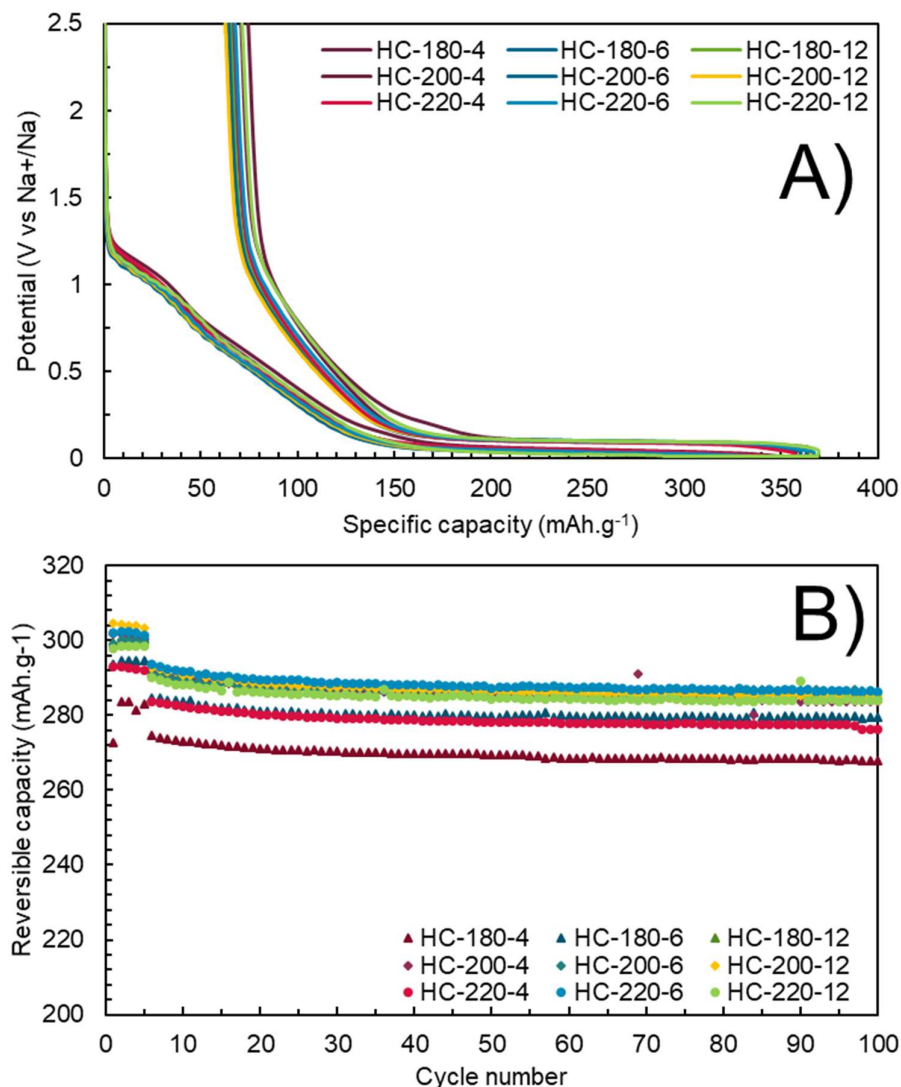 2.5
2
1.5
1
0.5
0
Potential (V vs Na+/Na)
HC-180-4 HC-180-6 HC-180-12
HC-200-4 HC-200-6 HC-200-12
HC-220-4 HC-220-6 HC-220-12
A)
0 50 100 150 200 250 300 350 400
Specific capacity (mAh.g⁻¹)
320
300
280
260
240
220
200
Reversible capacity (mAh.g-1)
B)
HC-180-4 HC-180-6 HC-180-12
HC-200-4 HC-200-6 HC-200-12
HC-220-4 HC-220-6 HC-220-12
0 10 20 30 40 50 60 70 80 90 100
Cycle number